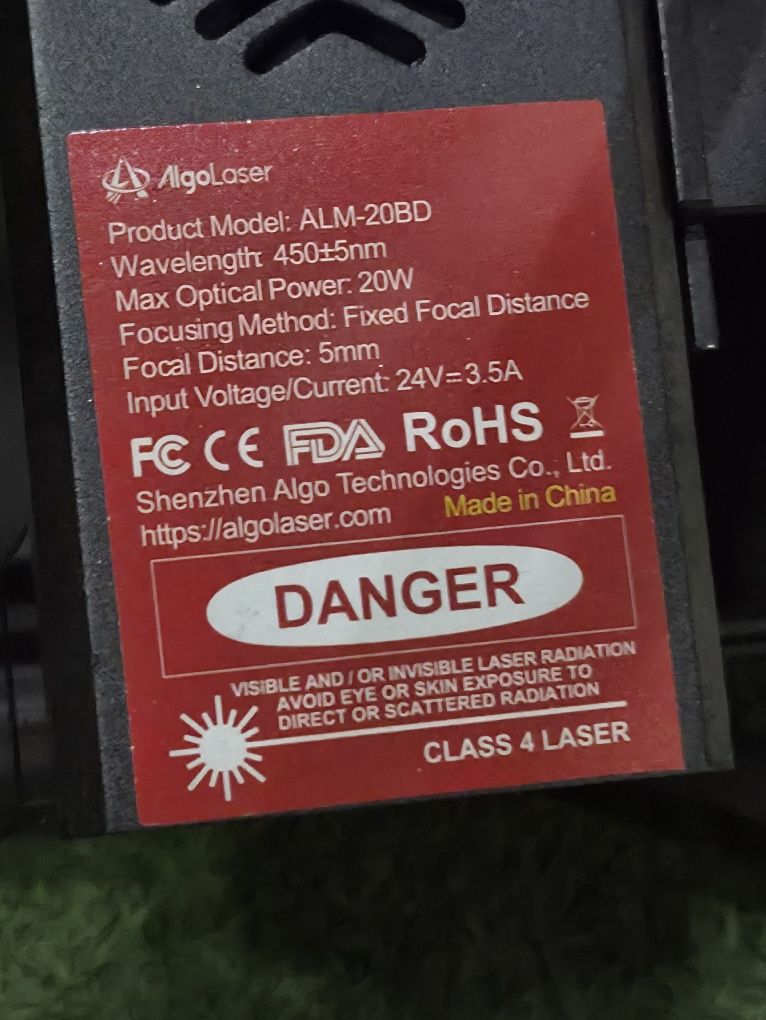 AlgoLaser
Product Model: ALM-20BD
Wavelength: 450±5nm
Max Optical Power: 20W
Focusing Method: Fixed Focal Distance
Focal Distance: 5mm
Input Voltage/Current: 24V=3.5A
FC CE FDA RoHS
Shenzhen Algo Technologies Co., Ltd.
https://algolaser.com Made in China
DANGER
VISIBLE AND / OR INVISIBLE LASER RADIATION
AVOID EYE OR SKIN EXPOSURE TO
DIRECT OR SCATTERED RADIATION
CLASS 4 LASER